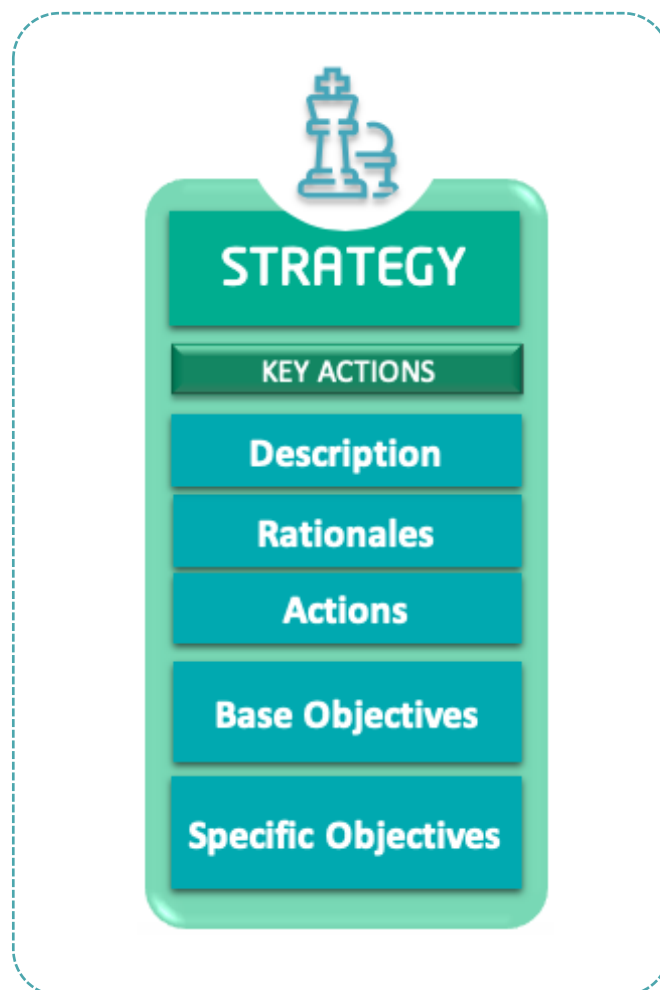 STRATEGY
KEY ACTIONS
Description
Rationales
Actions
Base Objectives
Specific Objectives